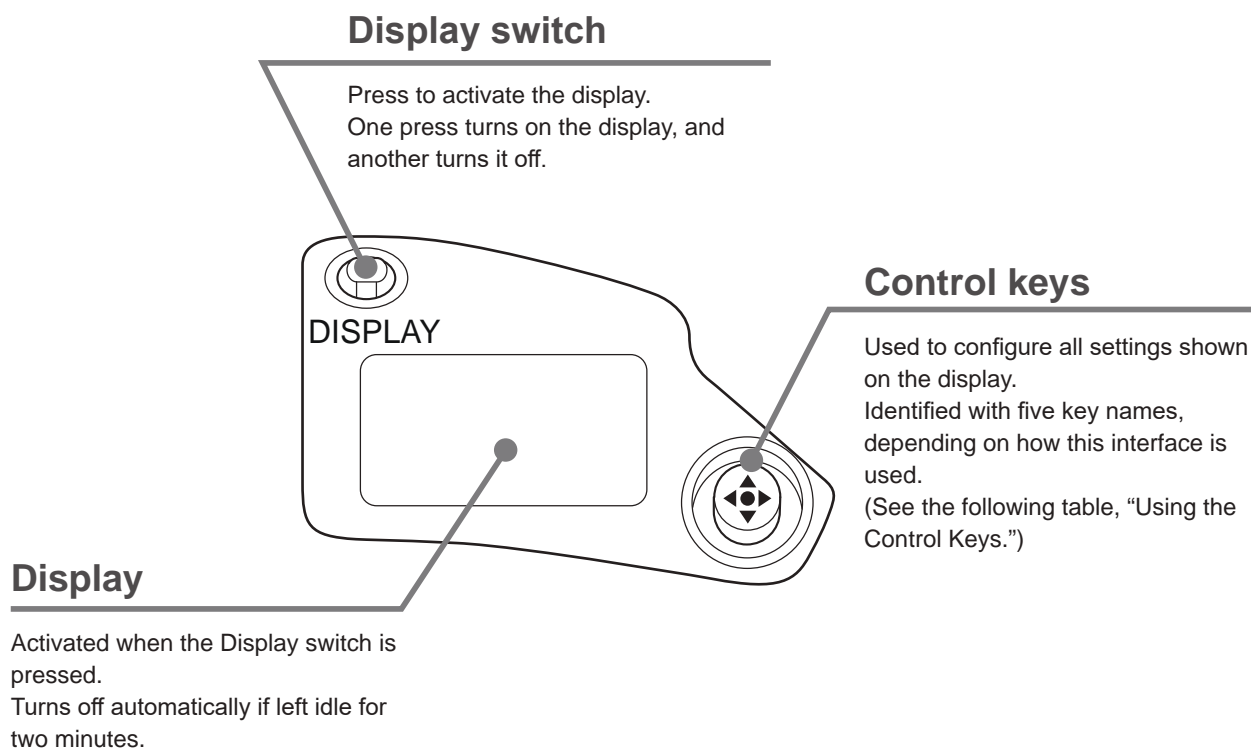 Display switch
Press to activate the display.
One press turns on the display, and
another turns it off.
DISPLAY
Control keys
Used to configure all settings shown
on the display.
Identified with five key names,
depending on how this interface is
used.
(See the following table, “Using the
Control Keys.”)
Display
Activated when the Display switch is
pressed.
Turns off automatically if left idle for
two minutes.